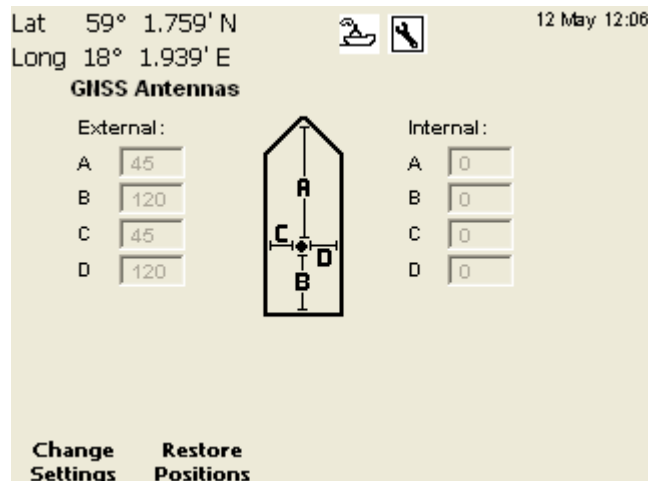 Lat 59° 1.759' N
12 May 12:06
Long 18° 1.939' E
GNSS Antennas
External:
A 45
B 120
C 45
D 120
A
C
D
B
Internal:
A 0
B 0
C 0
D 0
Change Settings
Restore Positions